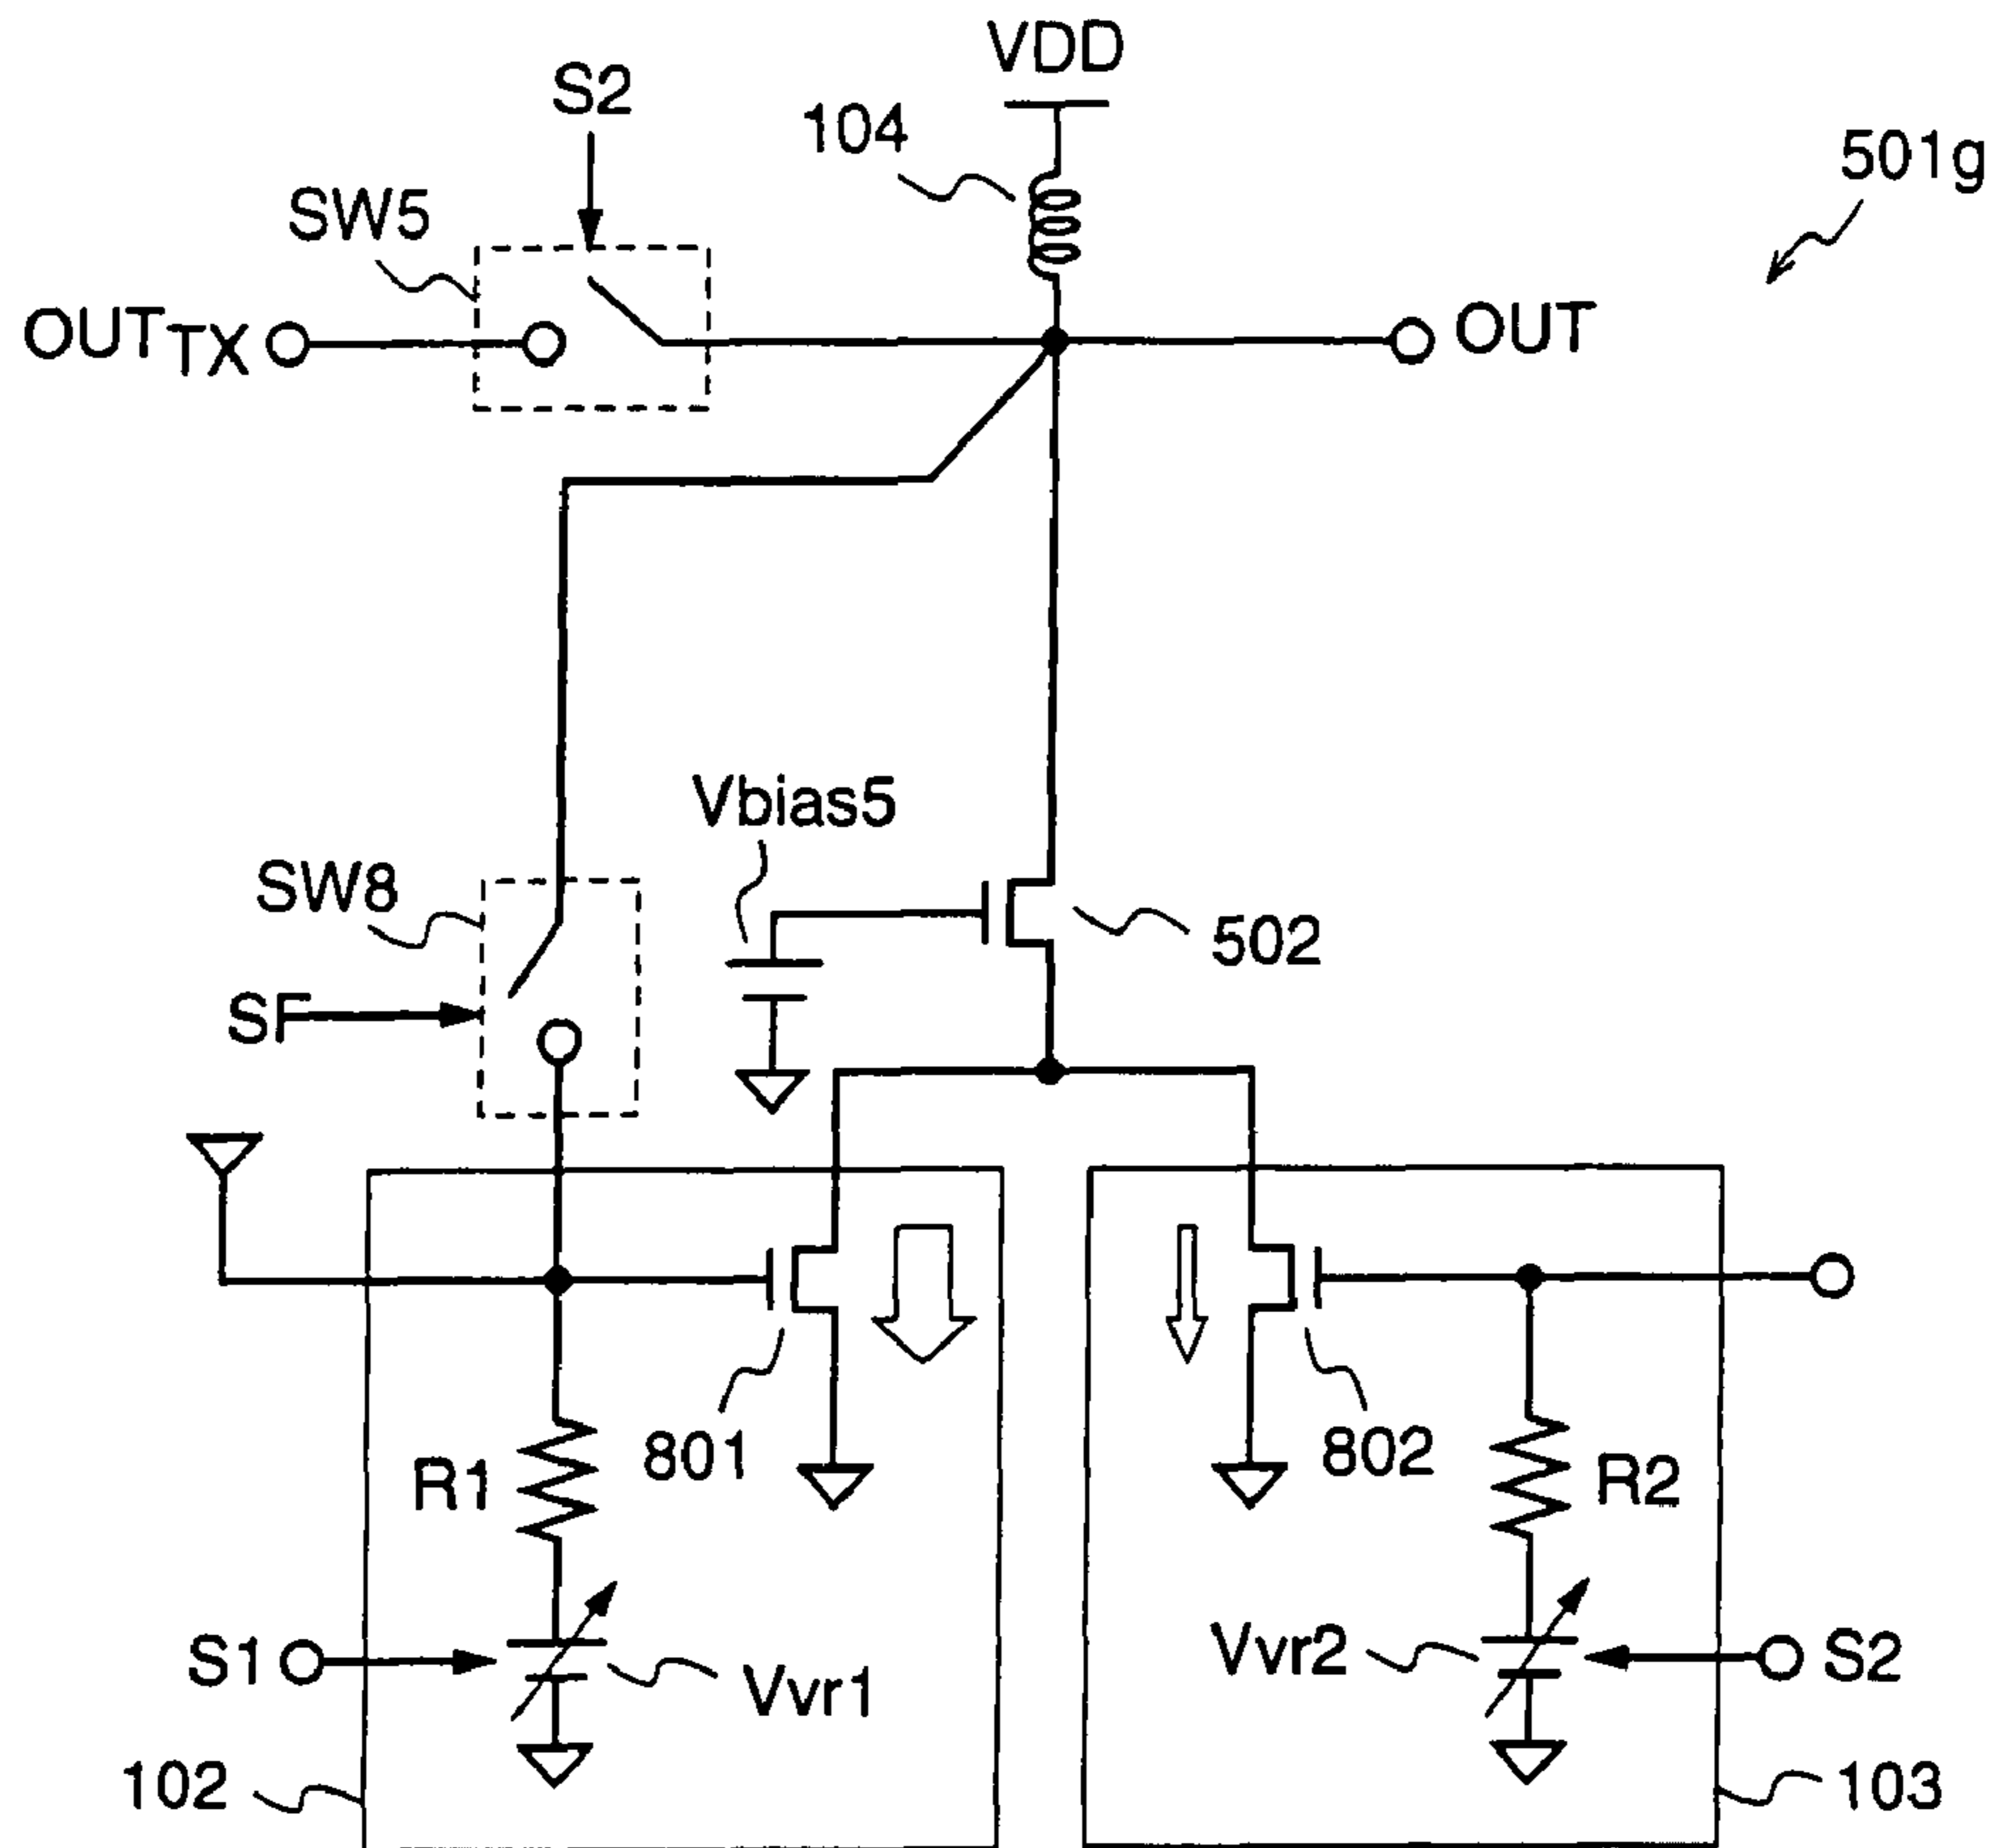 VDD
S2
104
501g
SW5
OUTTX
OUT
Vbias5
SW8
502
SF
801
802
R1
R2
S1
Vvr1
Vvr2
S2
102
103